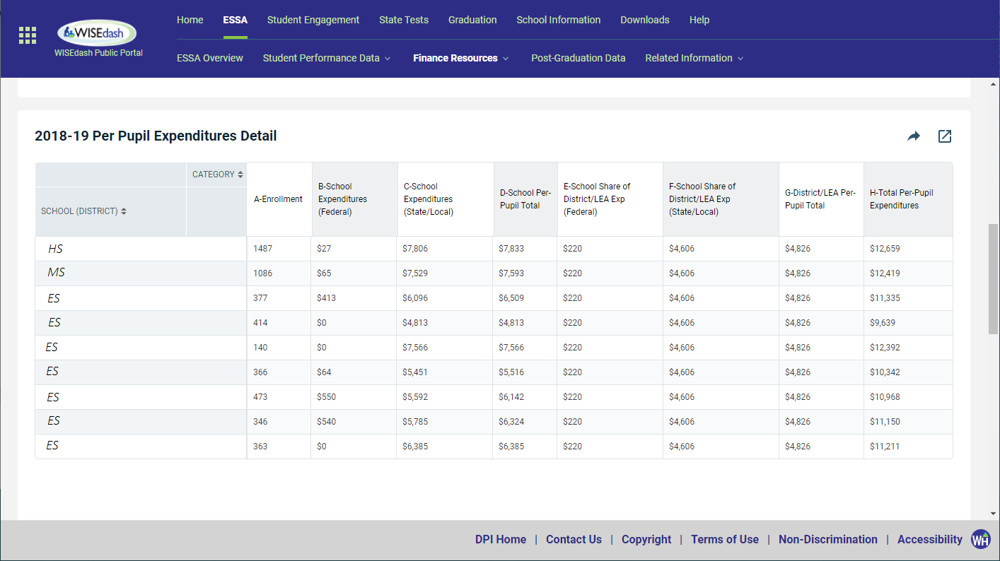 Home ESSA Student Engagement State Tests Graduation School Information Downloads Help
WISEdash
WISEdash Public Portal
ESSA Overview Student Performance Data Finance Resources Post-Graduation Data Related Information
2018-19 Per Pupil Expenditures Detail
CATEGORY
SCHOOL (DISTRICT)
A-Enrollment
B-School
Expenditures
(Federal)
C-School
Expenditures
(State/Local)
D-School Per-
Pupil Total
E-School Share of
District/LEA Exp
(Federal)
F-School Share of
District/LEA Exp
(State/Local)
G-District/LEA Per-
Pupil Total
H-Total Per-Pupil
Expenditures
HS 1487 $27 $7,806 $7,833 $220 $4,606 $4,826 $12,659
MS 1086 $65 $7,529 $7,593 $220 $4,606 $4,826 $12,419
ES 377 $413 $6,096 $6,509 $220 $4,606 $4,826 $11,335
ES 414 $0 $4,813 $4,813 $220 $4,606 $4,826 $9,639
ES 140 $0 $7,566 $7,566 $220 $4,606 $4,826 $12,392
ES 366 $64 $5,451 $5,516 $220 $4,606 $4,826 $10,342
ES 473 $550 $5,592 $6,142 $220 $4,606 $4,826 $10,968
ES 346 $540 $5,785 $6,324 $220 $4,606 $4,826 $11,150
ES 363 $0 $6,385 $6,385 $220 $4,606 $4,826 $11,211
DPI Home | Contact Us | Copyright | Terms of Use | Non-Discrimination | Accessibility WH